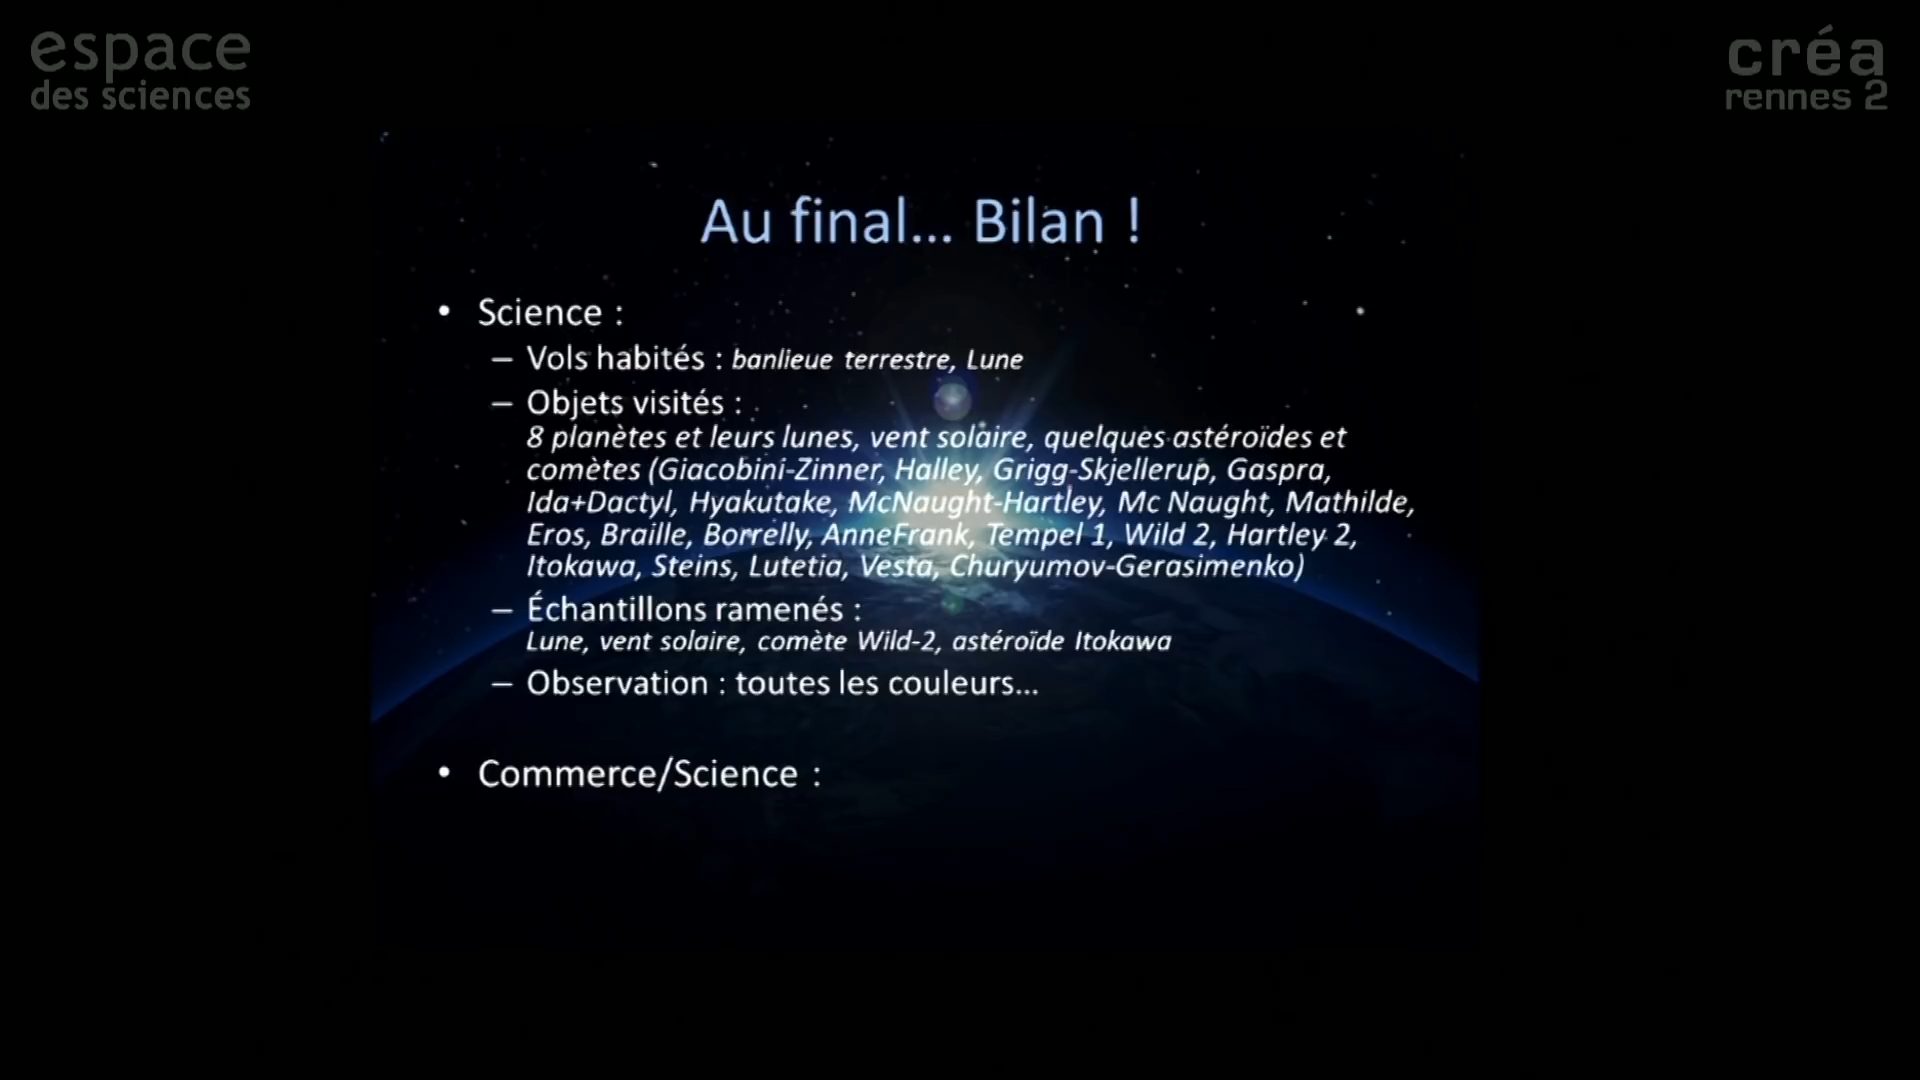 espace
des sciences
créa
rennes 2
Au final... Bilan !
• Science :
– Vols habités : banlieue terrestre, Lune
– Objets visités :
8 planètes et leurs lunes, vent solaire, quelques astéroïdes et
comètes (Giacobini-Zinner, Halley, Grigg-Skjellerup, Gaspra,
Ida+Dactyl, Hyakutake, McNaught-Hartley, Mc Naught, Mathilde,
Eros, Braille, Borrelly, AnneFrank, Tempel 1, Wild 2, Hartley 2,
Itokawa, Steins, Lutetia, Vesta, Churyumov-Gerasimenko)
– Échantillons ramenés :
Lune, vent solaire, comète Wild-2, astéroïde Itokawa
– Observation : toutes les couleurs...
• Commerce/Science :